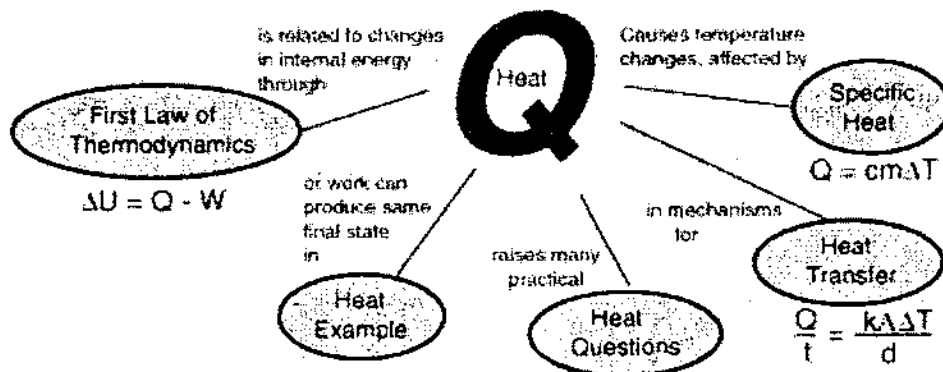 is related to changes
in internal energy
through
First Law of
Thermodynamics
ΔU = Q - W
Q
Heat
Causes temperature
changes, affected by
Specific
Heat
Q = cmΔT
or work can
produce same
final state
in
Heat
Example
raises many
practical
Heat
Questions
in mechanisms
for
Heat
Transfer
Q/t = kAΔT/d